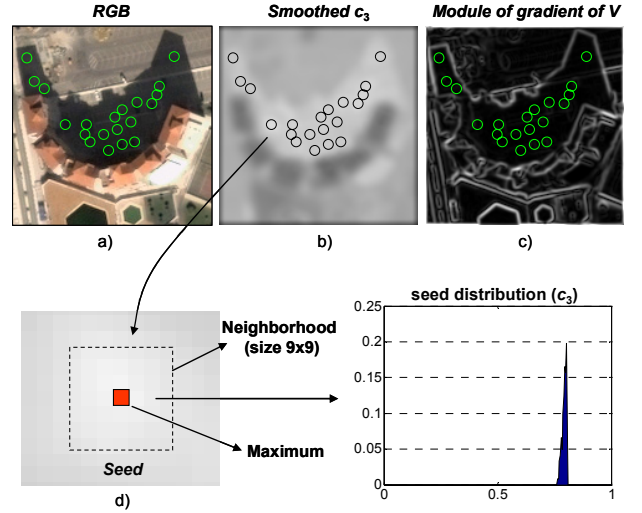 RGB
Smoothed c3
Module of gradient of V
a)
b)
c)
seed distribution (c3)
Neighborhood
(size 9x9)
Maximum
Seed
d)
0.25
0.2
0.15
0.1
0.05
0
0
0.5
1